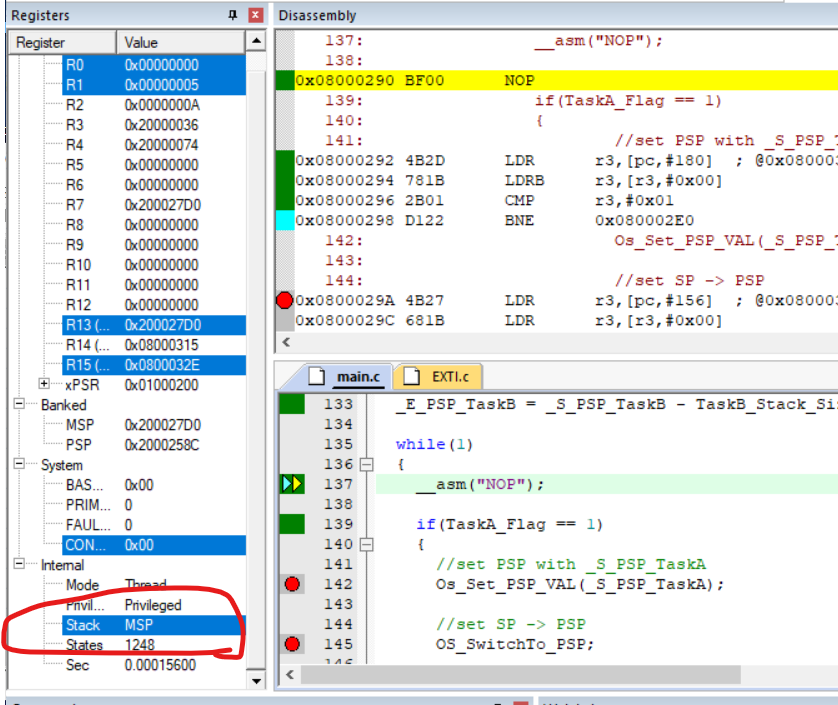 Registers
Register Value
R0 0x00000000
R1 0x00000005
R2 0x0000000A
R3 0x20000036
R4 0x20000074
R5 0x00000000
R6 0x00000000
R7 0x200027D0
R8 0x00000000
R9 0x00000000
R10 0x00000000
R11 0x00000000
R12 0x00000000
R13 (... 0x200027D0
R14 (... 0x08000315
R15 (... 0x0800032E
xPSR 0x01000200
Banked
MSP 0x200027D0
PSP 0x2000258C
System
BAS... 0x00
PRIM... 0
FAUL... 0
CON... 0x00
Internal
Mode Thread
Privil... Privileged
Stack MSP
States 1248
Sec 0.00015600
Disassembly
137: __asm("NOP");
138:
0x08000290 BF00 NOP
139: if(TaskA_Flag == 1)
140: {
141: //set PSP with _S_PSP_
0x08000292 4B2D LDR r3,[pc,#180] ; @0x08000
0x08000294 781B LDRB r3,[r3,#0x00]
0x08000296 2B01 CMP r3,#0x01
0x08000298 D122 BNE 0x080002E0
142: Os_Set_PSP_VAL(_S_PSP_
143:
144: //set SP -> PSP
0x0800029A 4B27 LDR r3,[pc,#156] ; @0x08000
0x0800029C 681B LDR r3,[r3,#0x00]
main.c EXTI.c
133 _E_PSP_TaskB = _S_PSP_TaskB - TaskB_Stack_Si
134
135 while(1)
136 {
137 __asm("NOP");
138
139 if(TaskA_Flag == 1)
140 {
141 //set PSP with _S_PSP_TaskA
142 Os_Set_PSP_VAL(_S_PSP_TaskA);
143
144 //set SP -> PSP
145 OS_SwitchTo_PSP;